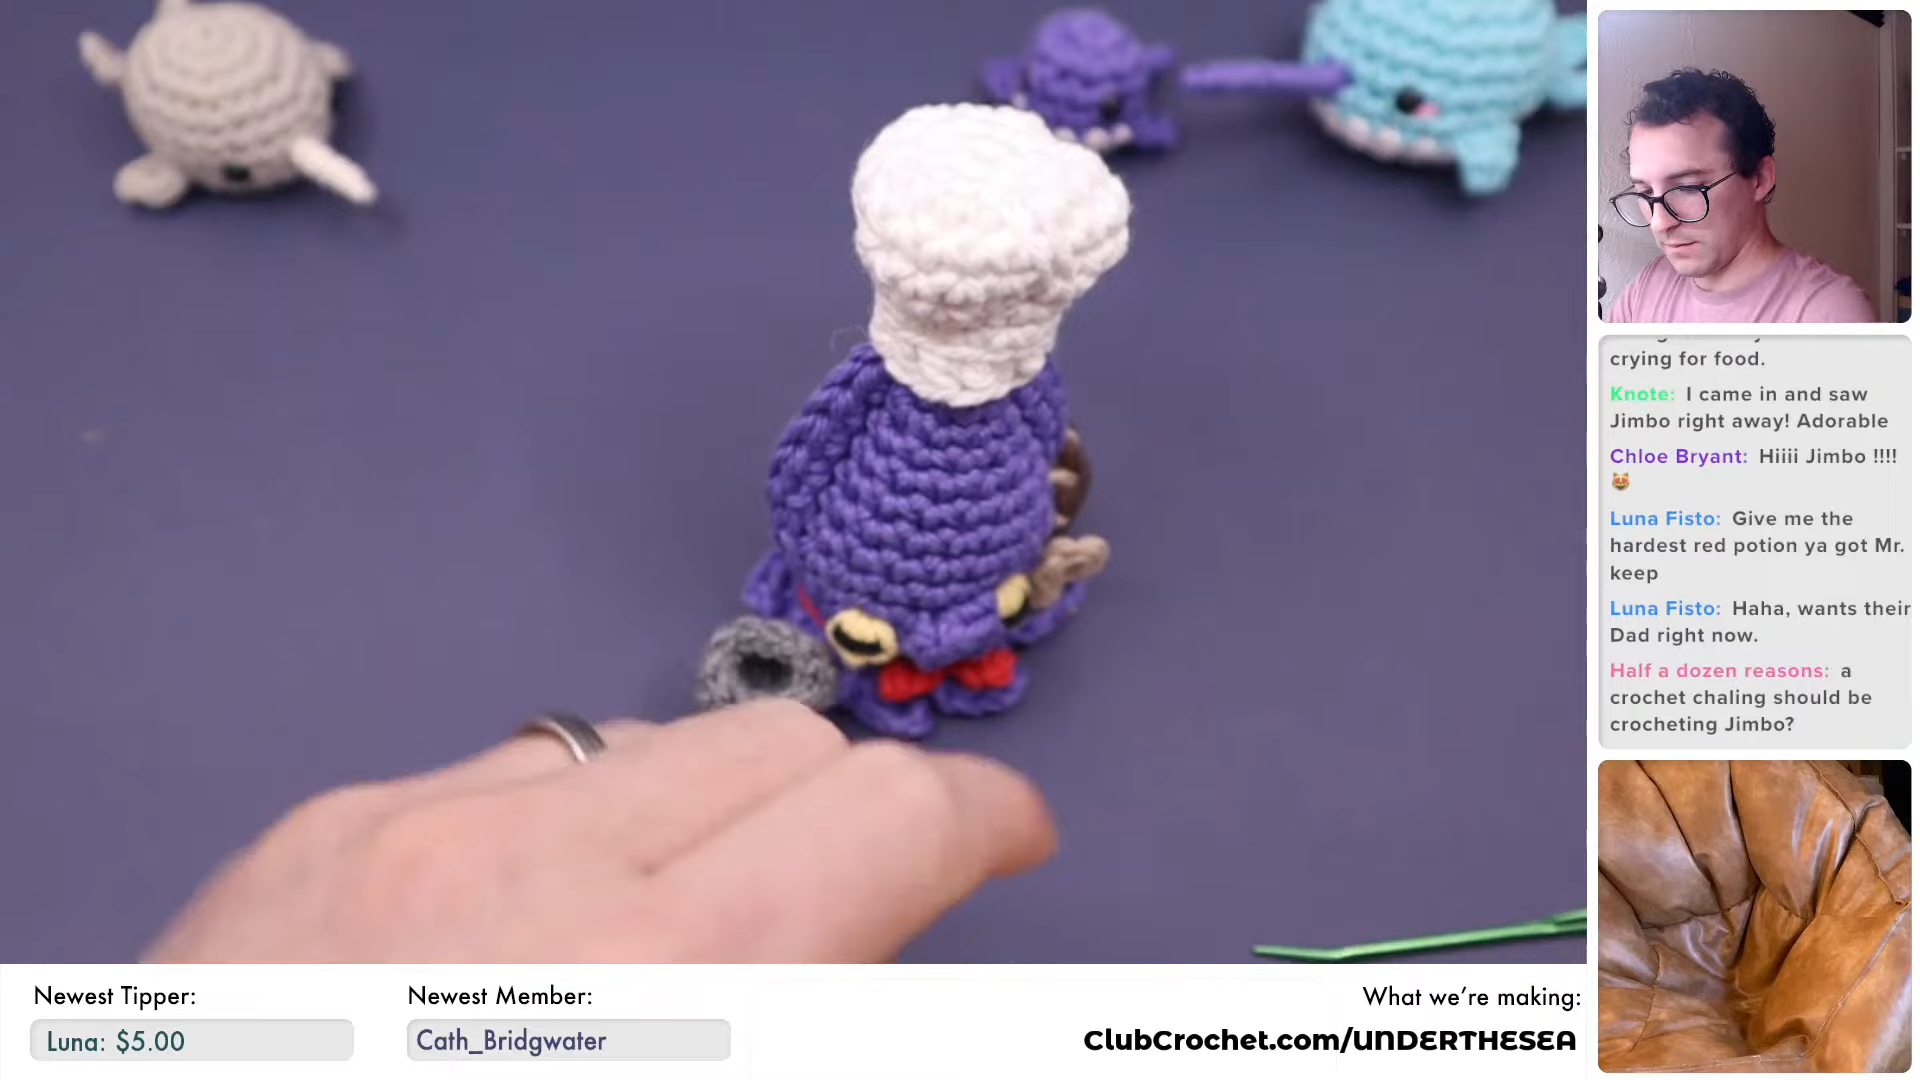 crying for food.
Knote: I came in and saw
Jimbo right away! Adorable
Chloe Bryant: Hiiii Jimbo !!!!
😻
Luna Fisto: Give me the
hardest red potion ya got Mr.
keep
Luna Fisto: Haha, wants their
Dad right now.
Half a dozen reasons: a
crochet chaling should be
crocheting Jimbo?
Newest Tipper:
Luna: $5.00
Newest Member:
Cath_Bridgwater
What we're making:
ClubCrochet.com/UNDERTHESEA